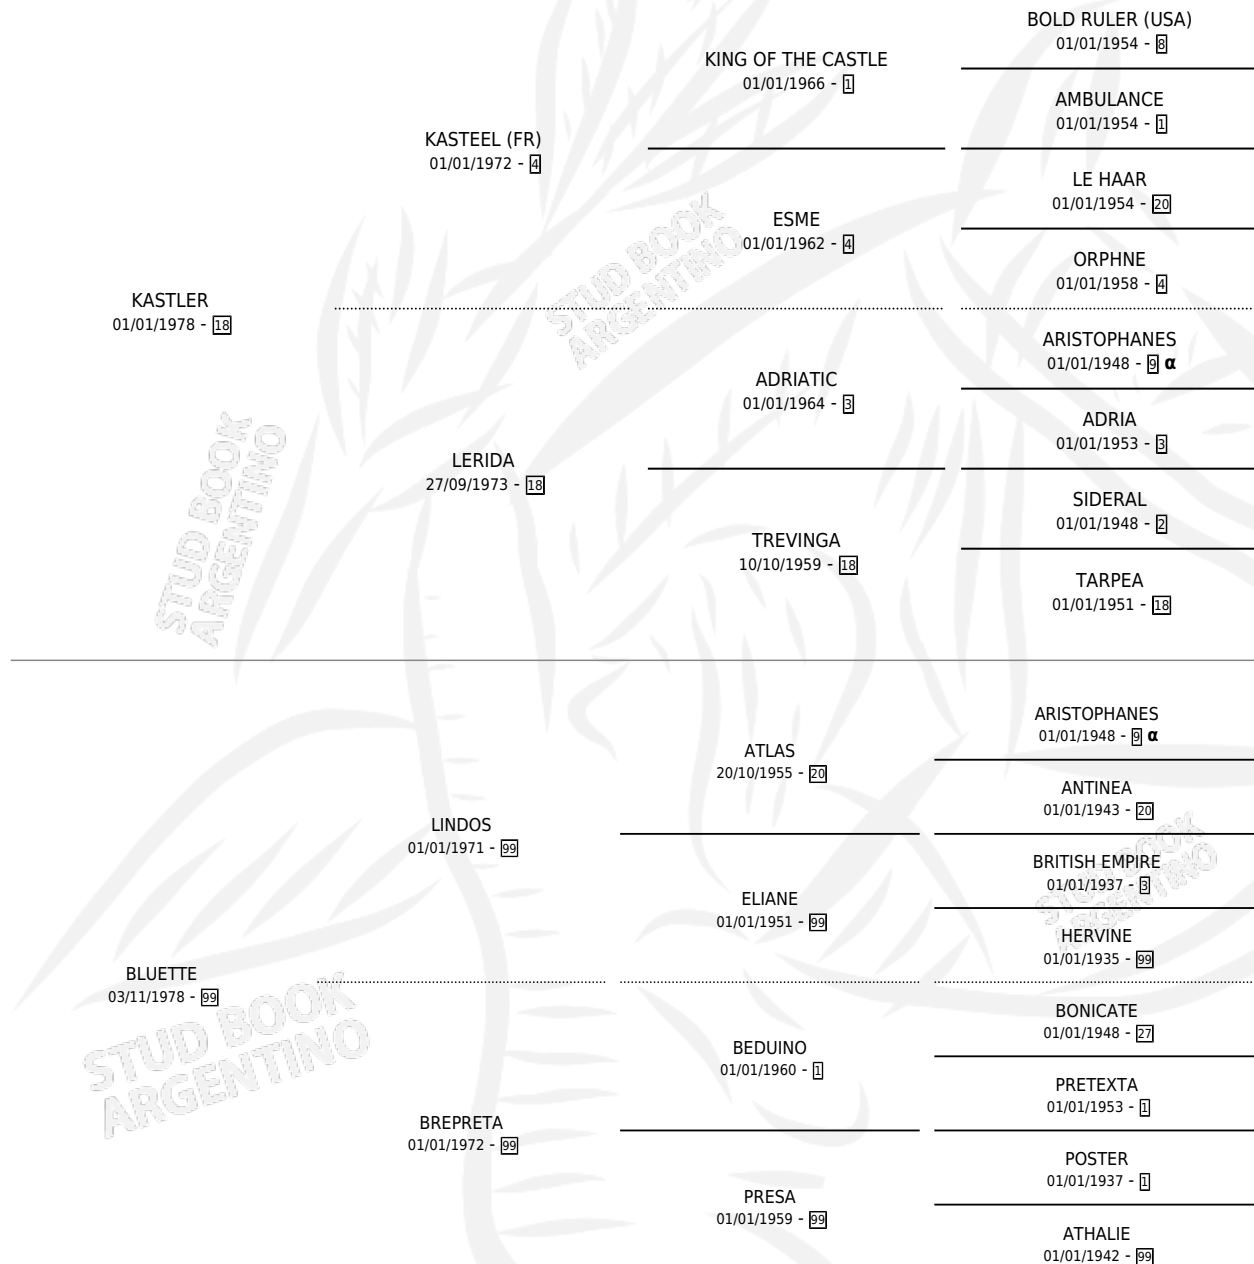 BOLD RULER (USA)
01/01/1954 - 8
KING OF THE CASTLE
01/01/1966 - 1
AMBULANCE
01/01/1954 - 1
KASTEEL (FR)
01/01/1972 - 4
LE HAAR
01/01/1954 - 20
ESME
01/01/1962 - 4
ORPHNE
01/01/1958 - 4
STUD BOOK
ARGENTINO
KASTLER
01/01/1978 - 18
ARISTOPHANES
01/01/1948 - 9 α
ADRIATIC
01/01/1964 - 3
ADRIA
01/01/1953 - 3
LERIDA
27/09/1973 - 18
SIDERAL
01/01/1948 - 2
TREVINGA
10/10/1959 - 18
TARPEA
01/01/1951 - 18
STUD BOOK
ARGENTINO
ARISTOPHANES
01/01/1948 - 9 α
ATLAS
20/10/1955 - 20
ANTINEA
01/01/1943 - 20
LINDOS
01/01/1971 - 99
BRITISH EMPIRE
01/01/1937 - 3
ELIANE
01/01/1951 - 99
HERVINE
01/01/1935 - 99
STUD BOOK
ARGENTINO
BLUETTE
03/11/1978 - 99
BONICATE
01/01/1948 - 27
BEDUINO
01/01/1960 - 1
PRETEXTA
01/01/1953 - 1
STUD BOOK
ARGENTINO
BREPRETA
01/01/1972 - 99
POSTER
01/01/1937 - 1
PRESA
01/01/1959 - 99
ATHALIE
01/01/1942 - 99